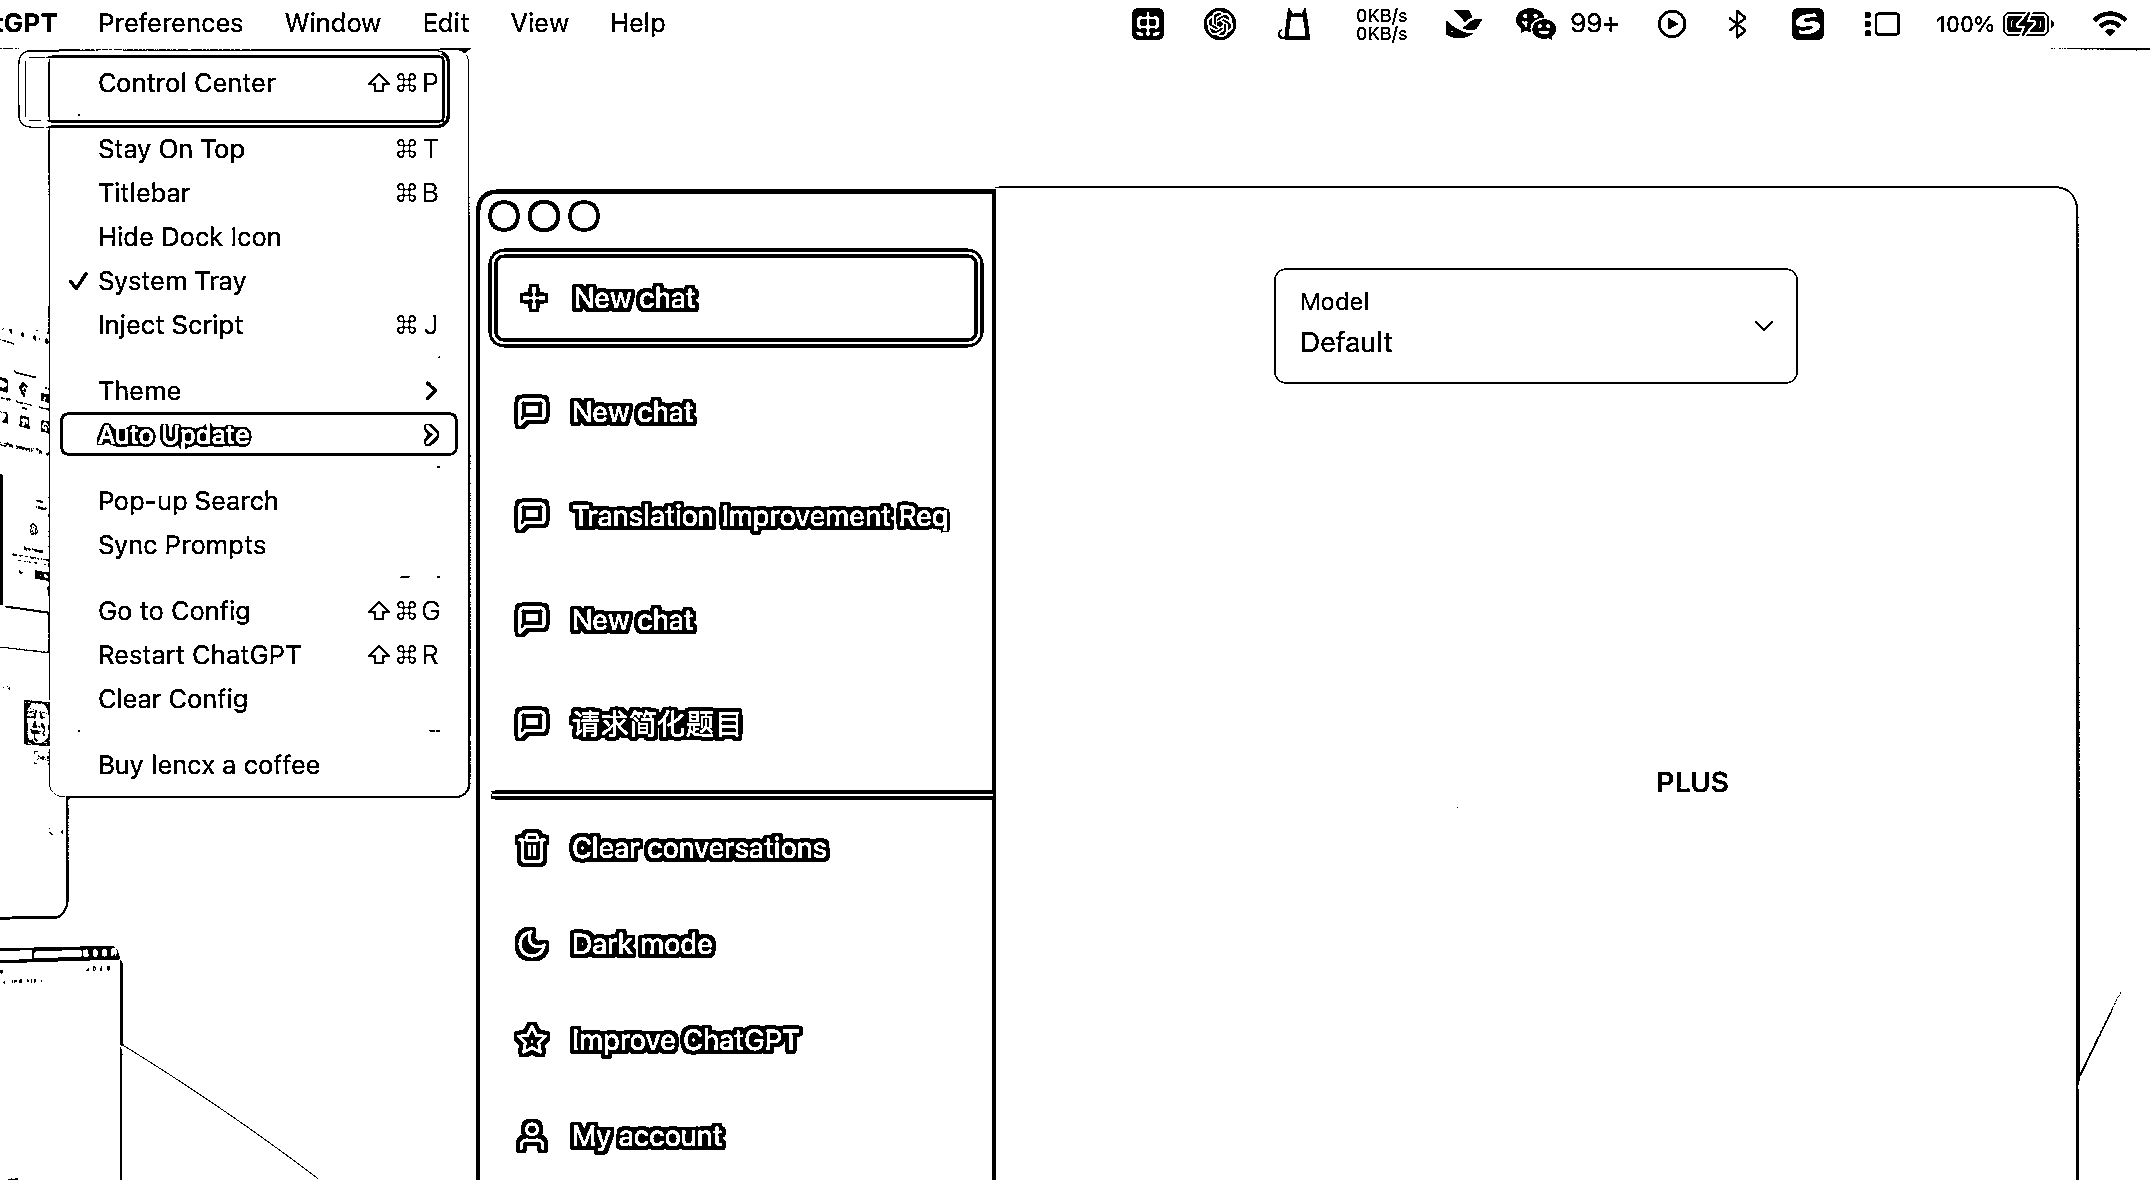 tGPT Preferences Window Edit View Help 中 0KB/s 99+ S 100%
0KB/s
Control Center ⇧⌘P
Stay On Top ⌘T
Titlebar ⌘B
Hide Dock Icon
✓ System Tray
Inject Script ⌘J
Theme
Auto Update
Pop-up Search
Sync Prompts
Go to Config ⇧⌘G
Restart ChatGPT ⇧⌘R
Clear Config
Buy lencx a coffee
New chat
New chat
Translation Improvement Req
New chat
请求简化题目
Clear conversations
Dark mode
Improve ChatGPT
My account
Model
Default
PLUS